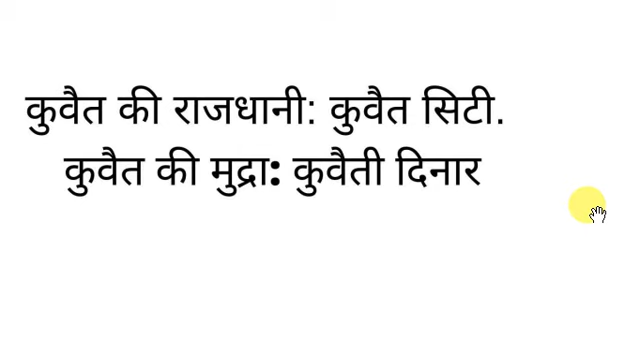 कुवैत की राजधानी: कुवैत सिटी.
कुवैत की मुद्रा: कुवैती दिनार